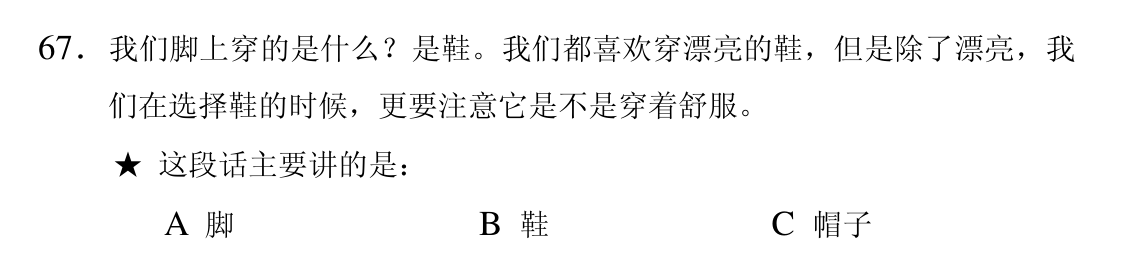 67. 我们脚上穿的是什么？是鞋。我们都喜欢穿漂亮的鞋，但是除了漂亮，我
们在选择鞋的时候，更要注意它是不是穿着舒服。
★ 这段话主要讲的是：
A 脚 B 鞋 C 帽子